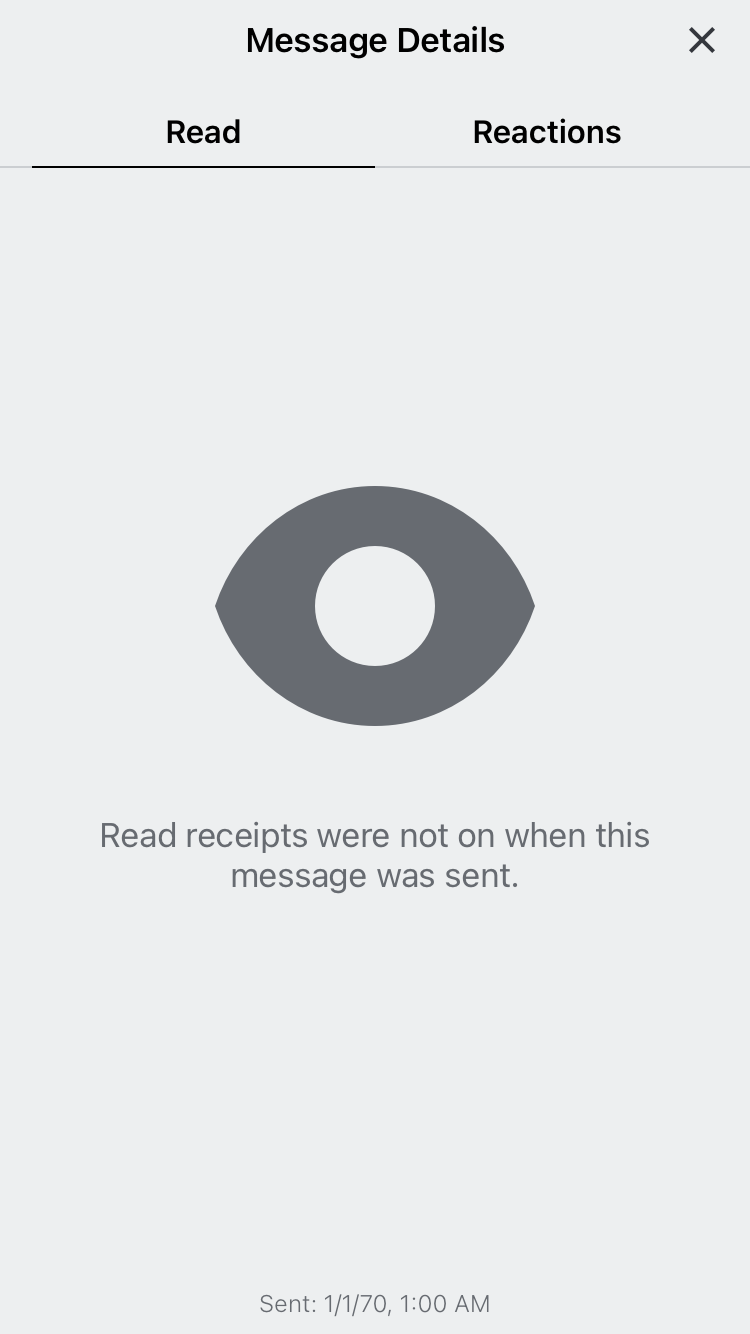 Message Details
Read Reactions
Read receipts were not on when this
message was sent.
Sent: 1/1/70, 1:00 AM